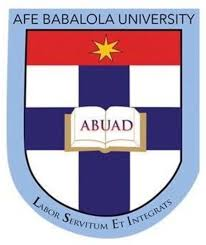 AFE BABALOLA UNIVERSITY
ABUAD
LABOR SERVITUM ET INTEGRATS